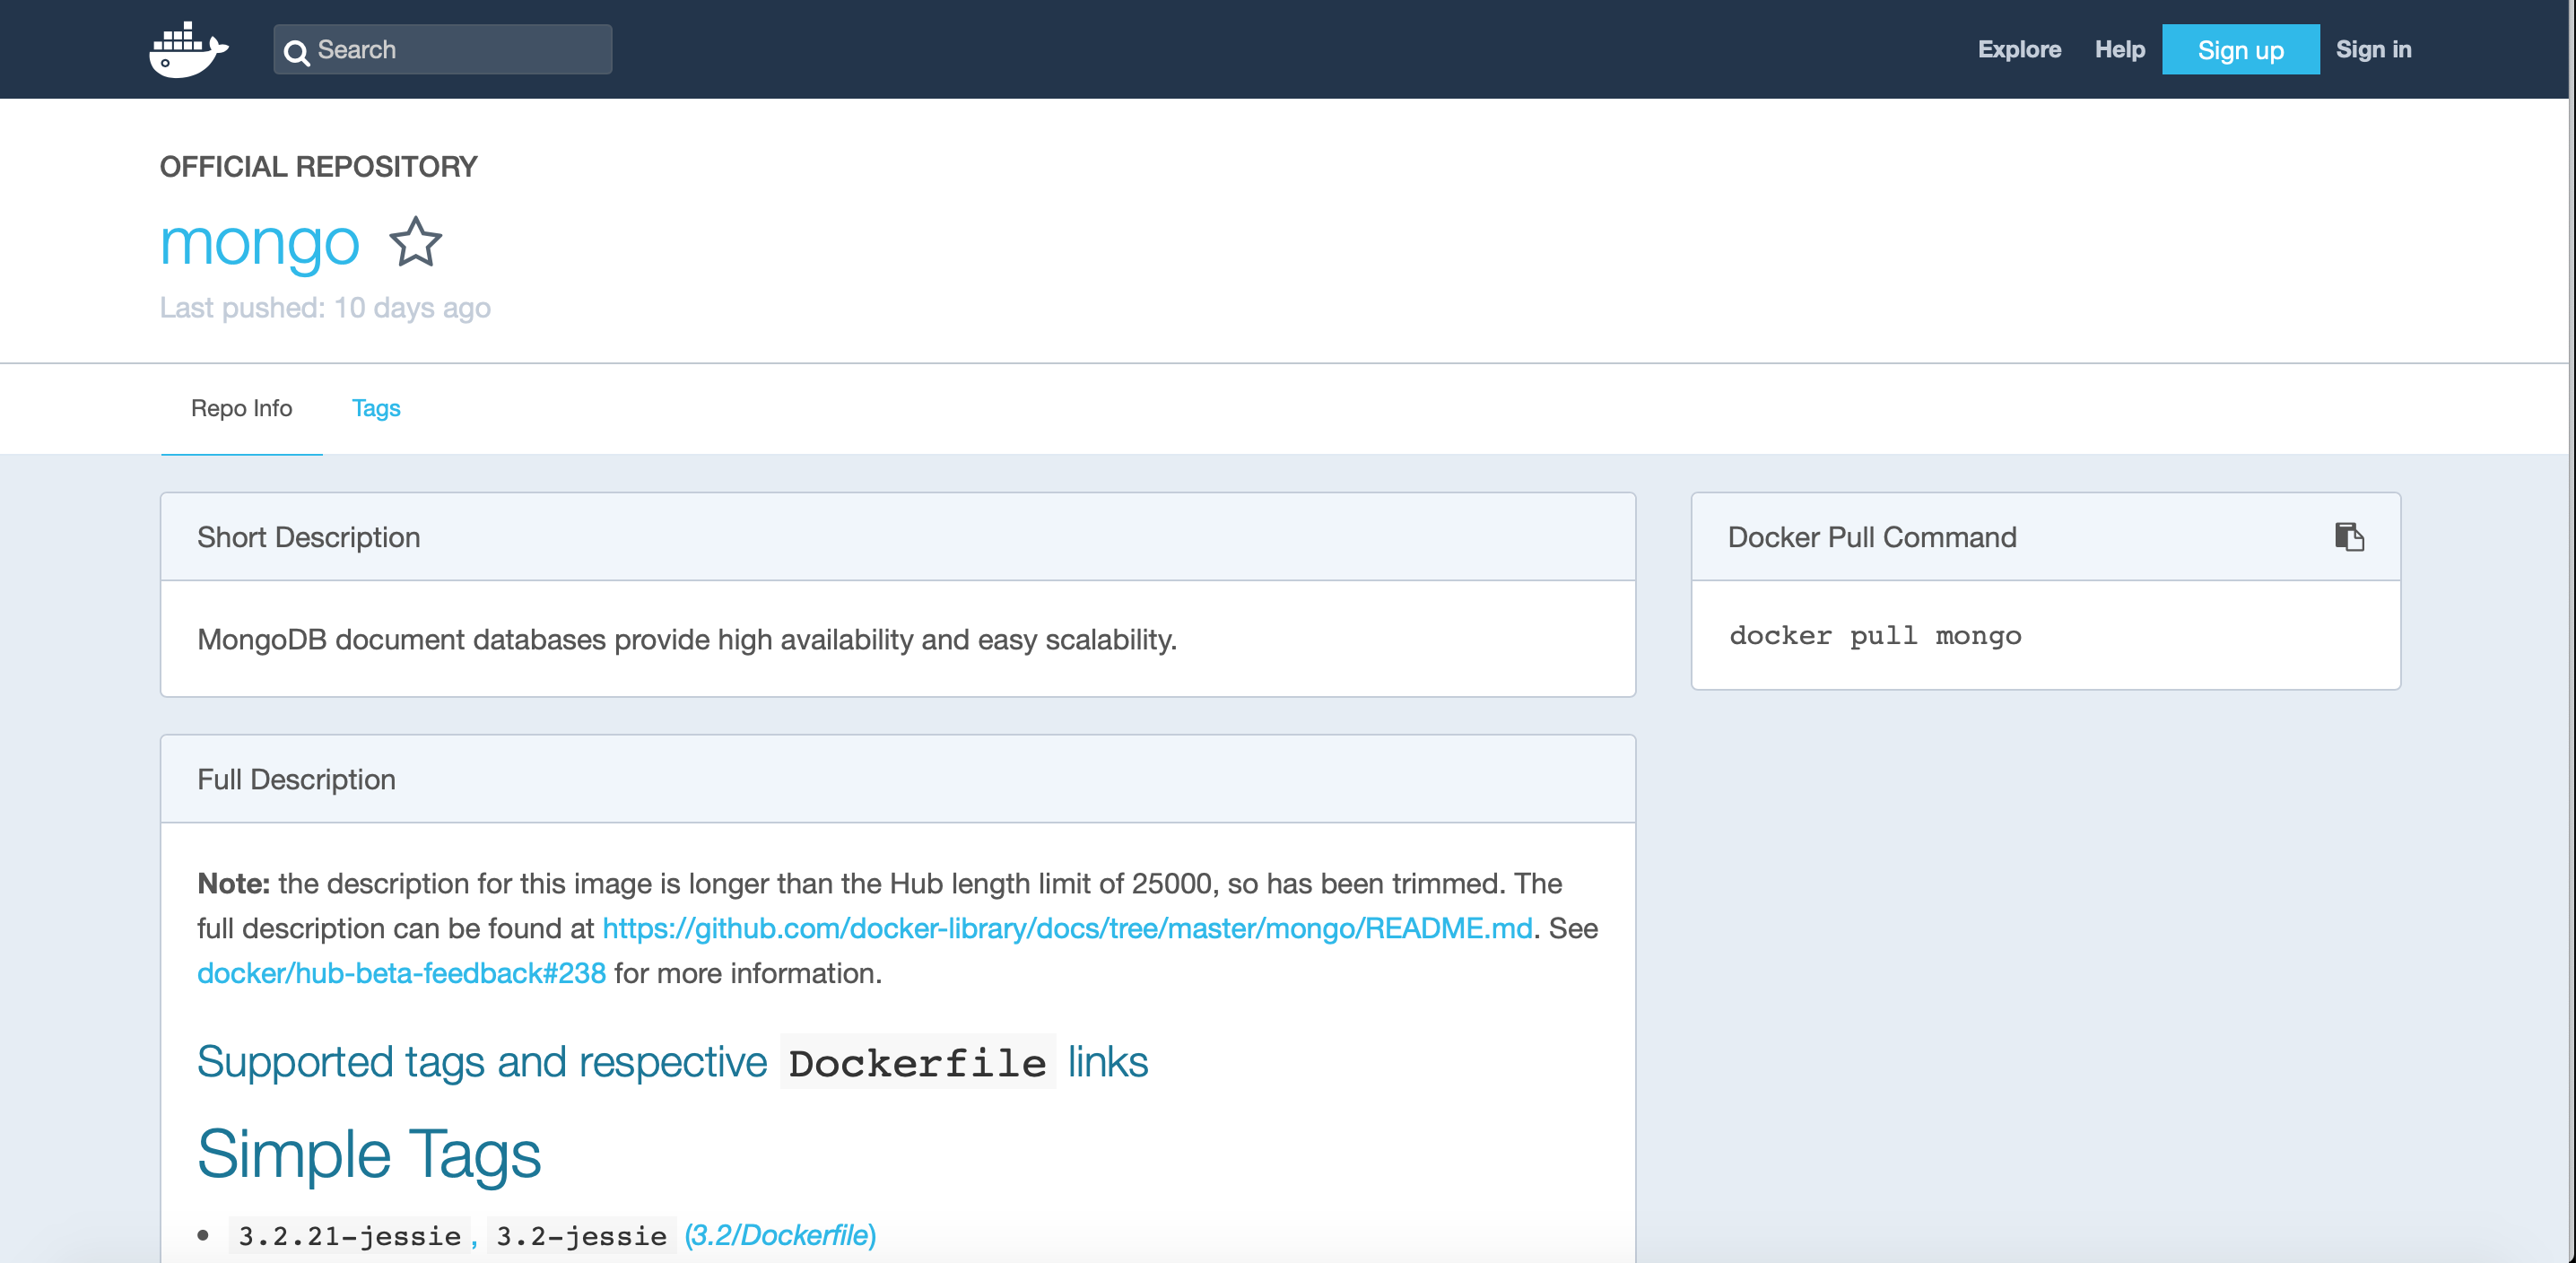 Search
Explore
Help
Sign up
Sign in
OFFICIAL REPOSITORY
mongo
Last pushed: 10 days ago
Repo Info
Tags
Short Description
MongoDB document databases provide high availability and easy scalability.
Docker Pull Command
docker pull mongo
Full Description
Note: the description for this image is longer than the Hub length limit of 25000, so has been trimmed. The
full description can be found at https://github.com/docker-library/docs/tree/master/mongo/README.md. See
docker/hub-beta-feedback#238 for more information.
Supported tags and respective Dockerfile links
Simple Tags
• 3.2.21-jessie, 3.2-jessie (3.2/Dockerfile)